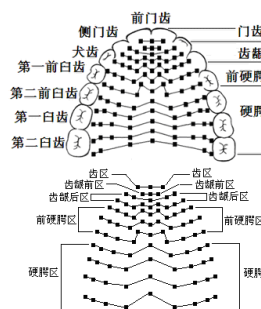 前门齿
侧门齿
门齿
犬齿
齿龈
第一前臼齿
前硬腭
第二前臼齿
硬腭
第一臼齿
第二臼齿
齿区 齿区
齿龈前区 齿龈前区
齿龈后区 齿龈后区
前硬腭区 前硬腭区
硬腭区 硬腭